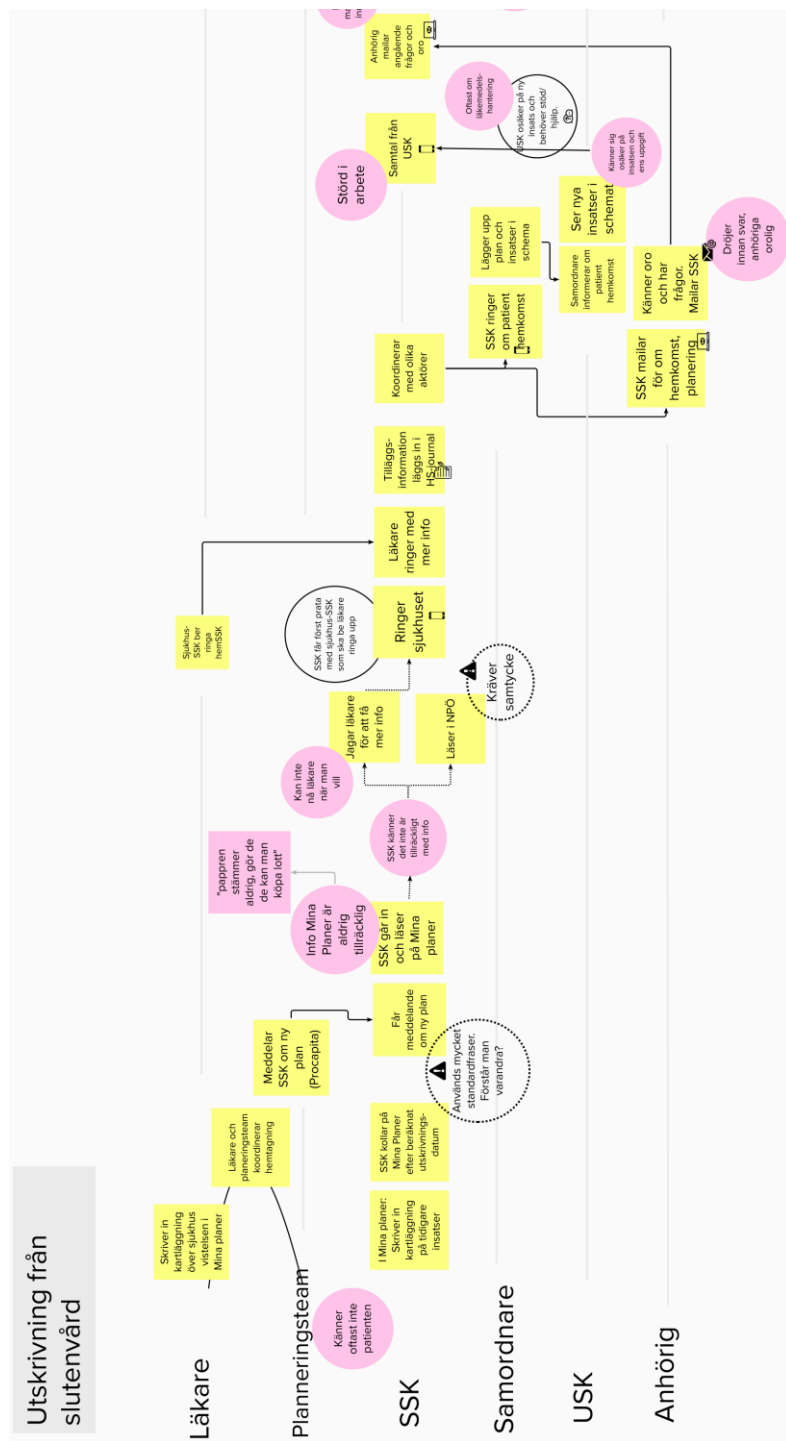 Utskrivning från
slutenvård
Läkare
Planneringsteam
SSK
Samordnare
USK
Anhörig
Skriver in
kartläggning
över sjukhus
vistelsen i
Mina planer
Läkare och
planeringsteam
koordinerar
hemtagning
Känner
oftast inte
patienten
I Mina planer:
Skriver in
kartläggning
på tidigare
insatser
SSK kollar på
Mina Planer
efter beräknat
utskrivnings-
datum
Meddelar
SSK om ny
plan
(Procapita)
Får
meddelande
om ny plan
Används mycket
standardfraser.
Förstår man
varandra?
SSK går in
och läser
på Mina
planer
Info Mina
Planer är
aldrig
tillräcklig
"pappren
stämmer
aldrig, gör de
de kan man
köpa lott"
SSK känner
det inte är
tillräckligt
med info
Kan inte
nå läkare
när man
vill
Jagar läkare
för att få
mer info
Läser i NPÖ
Kräver
samtycke
Sjukhus-
SSK ber
ringa
hemSSK
SSK får först prata
med sjukhus-SSK
som ska be läkare
ringa upp
Ringer
sjukhuset
Läkare
ringer med
mer info
Tilläggs-
information
läggs in i
HS-journal
Koordinerar
med olika
aktörer
SSK ringer
om patient
hemkomst
SSK mailar
för om
hemkomst,
planering
Lägger upp
plan och
insatser i
schema
Samordnare
informerar om
patient
hemkomst
Ser nya
insatser i
schemat
Känner oro
och har
frågor.
Mailar SSK
Dröjer
innan svar,
anhöriga
orolig
Störd i
arbete
Samtal från
USK
Känner sig
osäker på
insatsen och
ens uppgift
USK osäker på ny
insats och
behöver stöd/
hjälp.
Oftast om
läkemedels-
hantering
Anhörig
mailar
angående
frågor och
oro